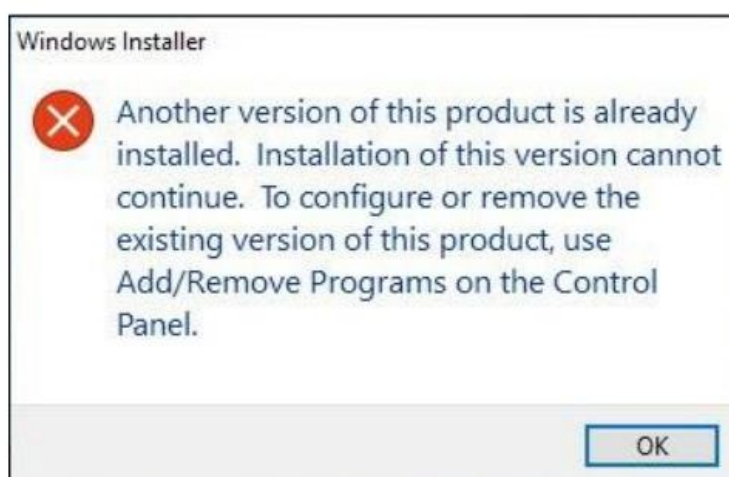 Windows Installer
Another version of this product is already
installed.  Installation of this version cannot
continue.  To configure or remove the
existing version of this product, use
Add/Remove Programs on the Control
Panel.
OK